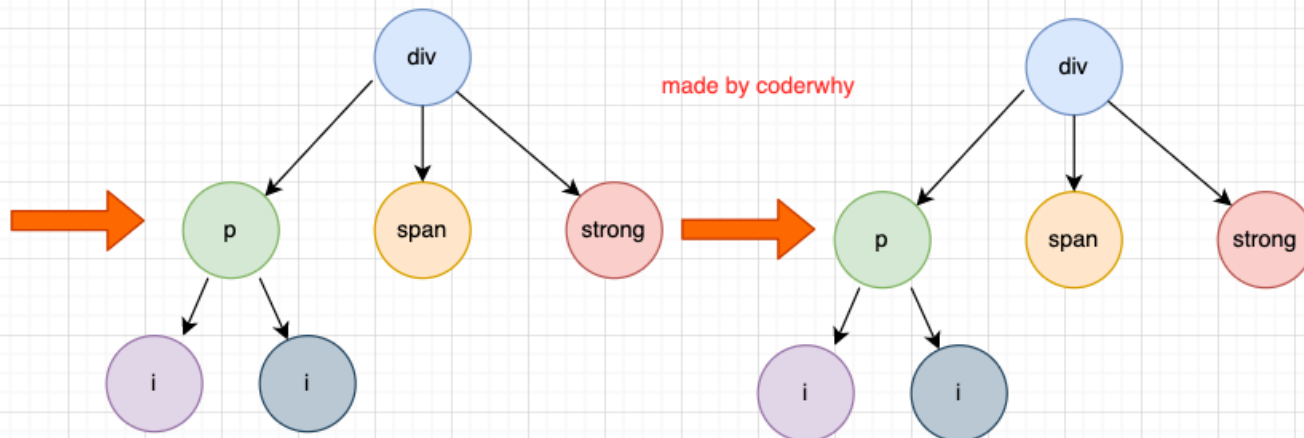 div
div
made by coderwhy
p
span
strong
p
span
strong
i
i
i
i